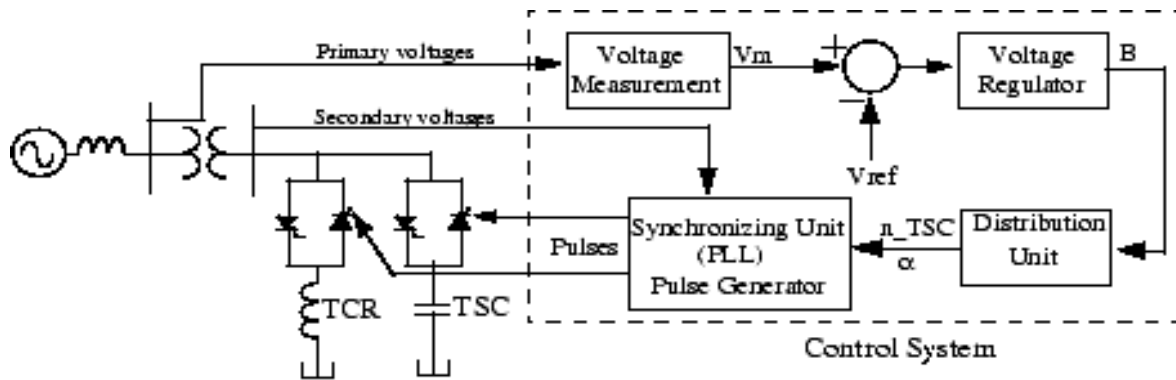 Primary voltages
Voltage
Measurement
Vm
+
−
Voltage
Regulator
B
Secondary voltages
Vref
Synchronizing Unit
(PLL)
Pulse Generator
n_TSC
α
Distribution
Unit
Pulses
TCR
TSC
Control System